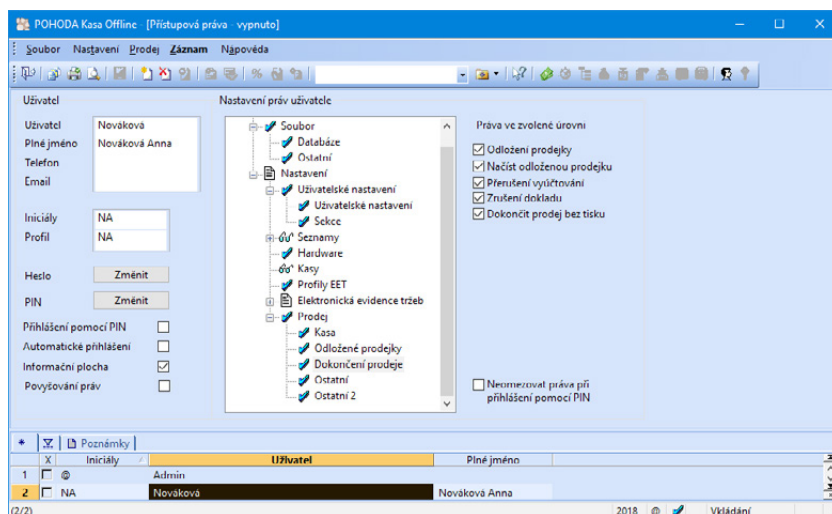 POHODA Kasa Offline - [Přístupová práva - vypnuto]
Soubor Nastavení Prodej Záznam Nápověda
Uživatel
Uživatel Nováková
Plné jméno Nováková Anna
Telefon
Email
Iniciály NA
Profil NA
Heslo Změnit
PIN Změnit
Přihlášení pomocí PIN
Automatické přihlášení
Informační plocha
Povyšování práv
Nastavení práv uživatele
Soubor
Databáze
Ostatní
Nastavení
Uživatelské nastavení
Uživatelské nastavení
Sekce
Seznamy
Hardware
Kasy
Profily EET
Elektronická evidence tržeb
Prodej
Kasa
Odložené prodejky
Dokončení prodeje
Ostatní
Ostatní 2
Práva ve zvolené úrovni
Odložení prodejky
Načíst odloženou prodejku
Přerušení vyúčtování
Zrušení dokladu
Dokončit prodej bez tisku
Neomezovat práva při
přihlášení pomocí PIN
* Poznámky
X Iniciály Uživatel Plné jméno
1 @ Admin
2 NA Nováková Nováková Anna
(2/2) 2018 @ Vkládání